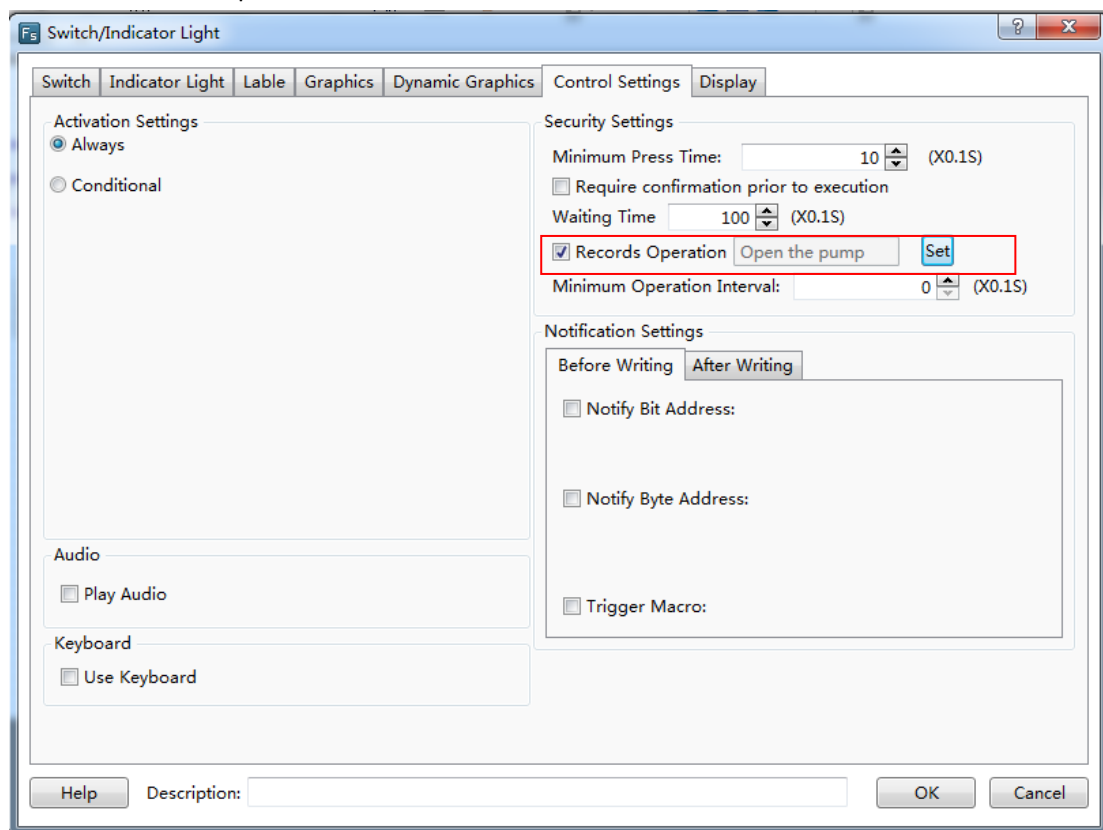 Fs Switch/Indicator Light
Switch Indicator Light Lable Graphics Dynamic Graphics Control Settings Display
Activation Settings
Always
Conditional
Audio
Play Audio
Keyboard
Use Keyboard
Security Settings
Minimum Press Time: 10 (X0.1S)
Require confirmation prior to execution
Waiting Time 100 (X0.1S)
Records Operation Open the pump Set
Minimum Operation Interval: 0 (X0.1S)
Notification Settings
Before Writing After Writing
Notify Bit Address:
Notify Byte Address:
Trigger Macro:
Help Description: OK Cancel